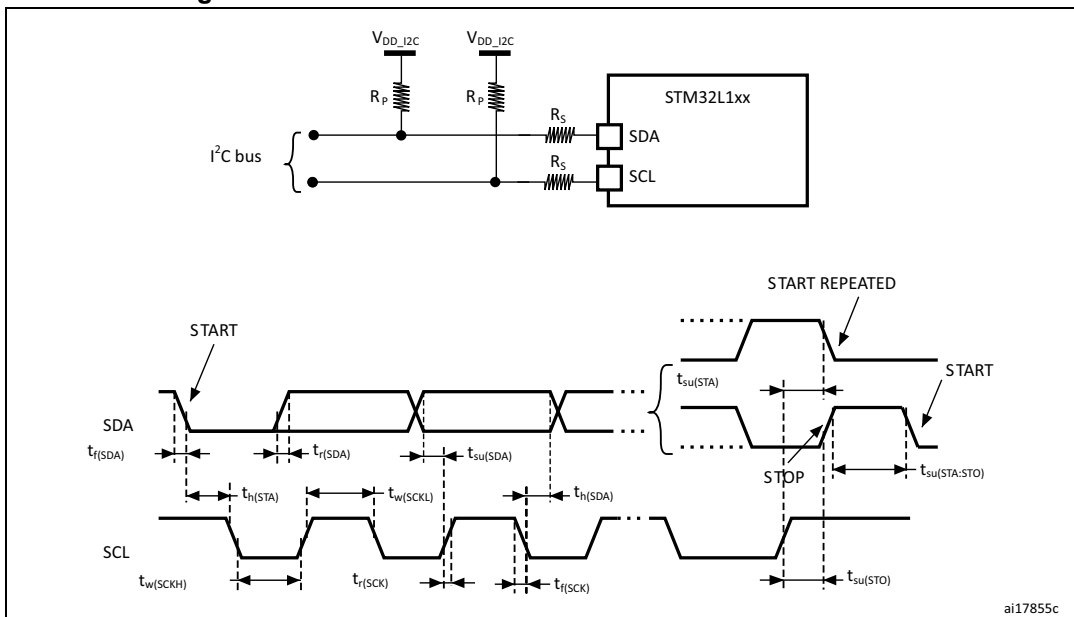 V_DD_I2C V_DD_I2C
R_P R_P
STM32L1xx
R_S
SDA
I²C bus
R_S
SCL
START REPEATED
START
t_su(STA)
START
SDA
t_f(SDA) t_r(SDA) t_su(SDA)
STOP
t_su(STA:STO)
t_h(STA) t_w(SCKL) t_h(SDA)
SCL
t_w(SCKH) t_r(SCK) t_f(SCK) t_su(STO)
ai17855c